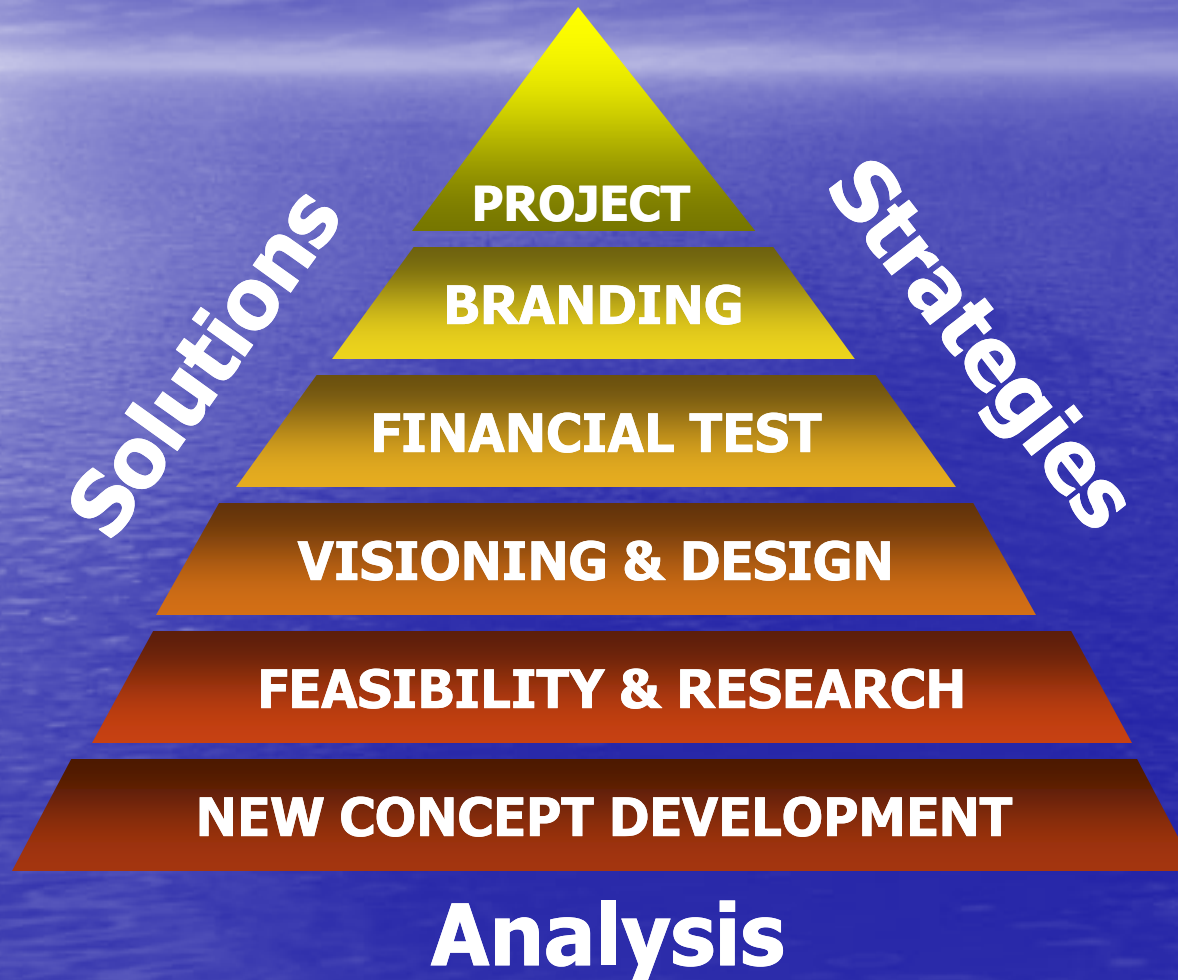 PROJECT
Solutions
Strategies
BRANDING
FINANCIAL TEST
VISIONING & DESIGN
FEASIBILITY & RESEARCH
NEW CONCEPT DEVELOPMENT
Analysis